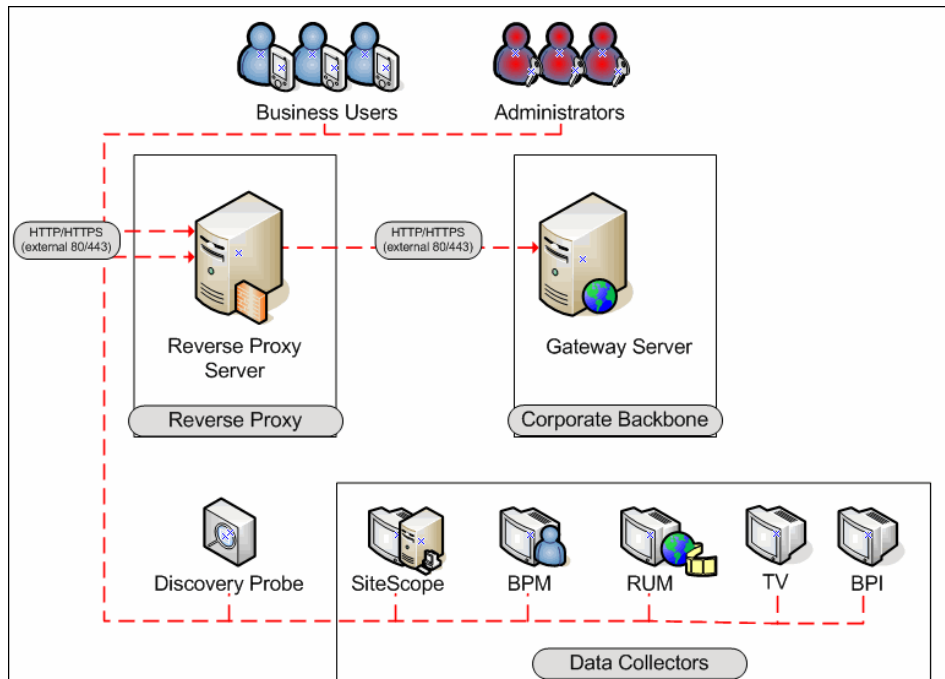 Business Users
Administrators
HTTP/HTTPS
(external 80/443)
HTTP/HTTPS
(external 80/443)
Reverse Proxy
Server
Gateway Server
Reverse Proxy
Corporate Backbone
Discovery Probe
SiteScope
BPM
RUM
TV
BPI
Data Collectors